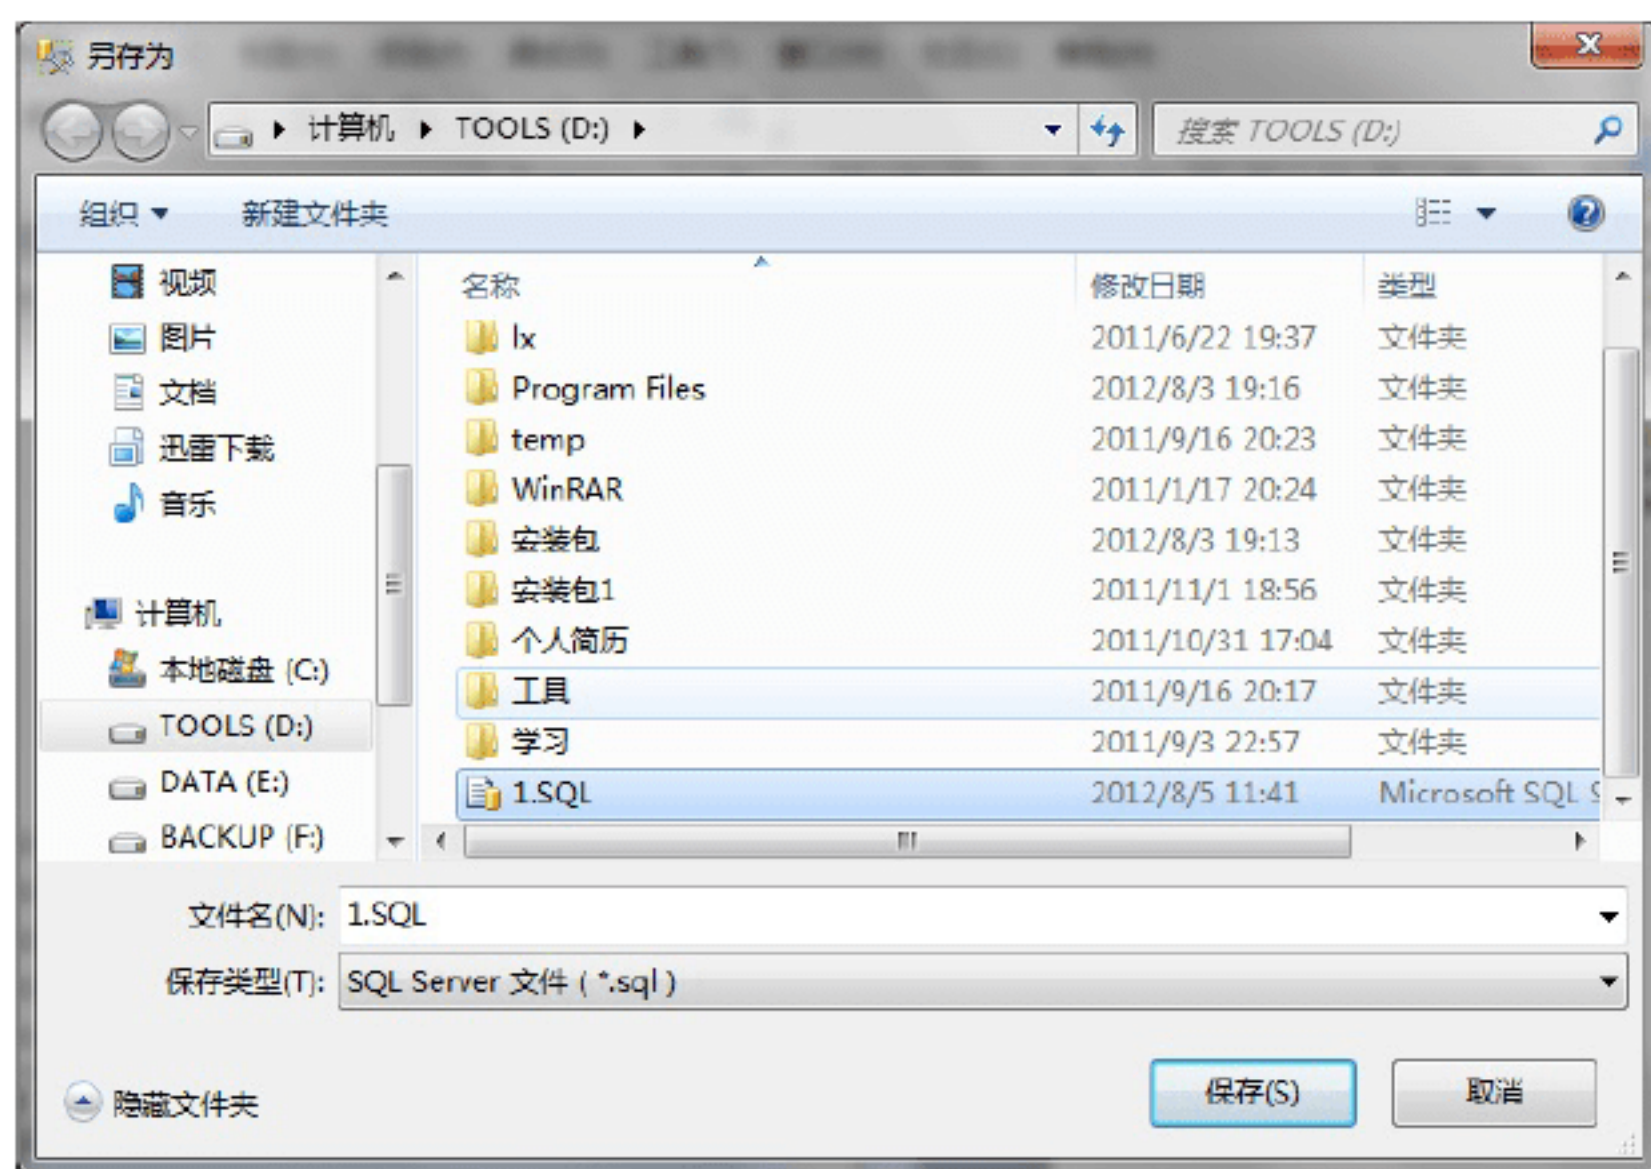 另存为
计算机 TOOLS (D:) 搜索 TOOLS (D:)
组织 新建文件夹
视频
图片
文档
迅雷下载
音乐
计算机
本地磁盘 (C:)
TOOLS (D:)
DATA (E:)
BACKUP (F:)
名称 修改日期 类型
lx 2011/6/22 19:37 文件夹
Program Files 2012/8/3 19:16 文件夹
temp 2011/9/16 20:23 文件夹
WinRAR 2011/1/17 20:24 文件夹
安装包 2012/8/3 19:13 文件夹
安装包1 2011/11/1 18:56 文件夹
个人简历 2011/10/31 17:04 文件夹
工具 2011/9/16 20:17 文件夹
学习 2011/9/3 22:57 文件夹
1.SQL 2012/8/5 11:41 Microsoft SQL S
文件名(N): 1.SQL
保存类型(T): SQL Server 文件 ( *.sql )
隐藏文件夹 保存(S) 取消